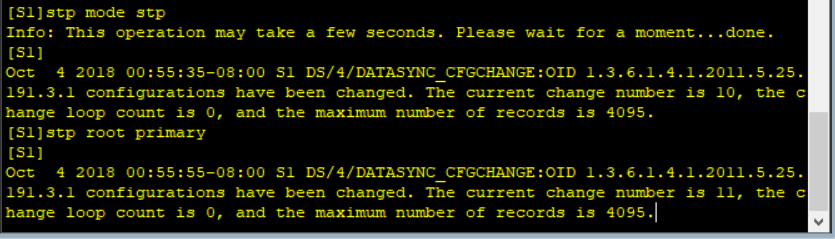 [S1]stp mode stp
Info: This operation may take a few seconds. Please wait for a moment...done.
[S1]
Oct  4 2018 00:55:35-08:00 S1 DS/4/DATASYNC_CFGCHANGE:OID 1.3.6.1.4.1.2011.5.25.
191.3.1 configurations have been changed. The current change number is 10, the c
hange loop count is 0, and the maximum number of records is 4095.
[S1]stp root primary
[S1]
Oct  4 2018 00:55:55-08:00 S1 DS/4/DATASYNC_CFGCHANGE:OID 1.3.6.1.4.1.2011.5.25.
191.3.1 configurations have been changed. The current change number is 11, the c
hange loop count is 0, and the maximum number of records is 4095.